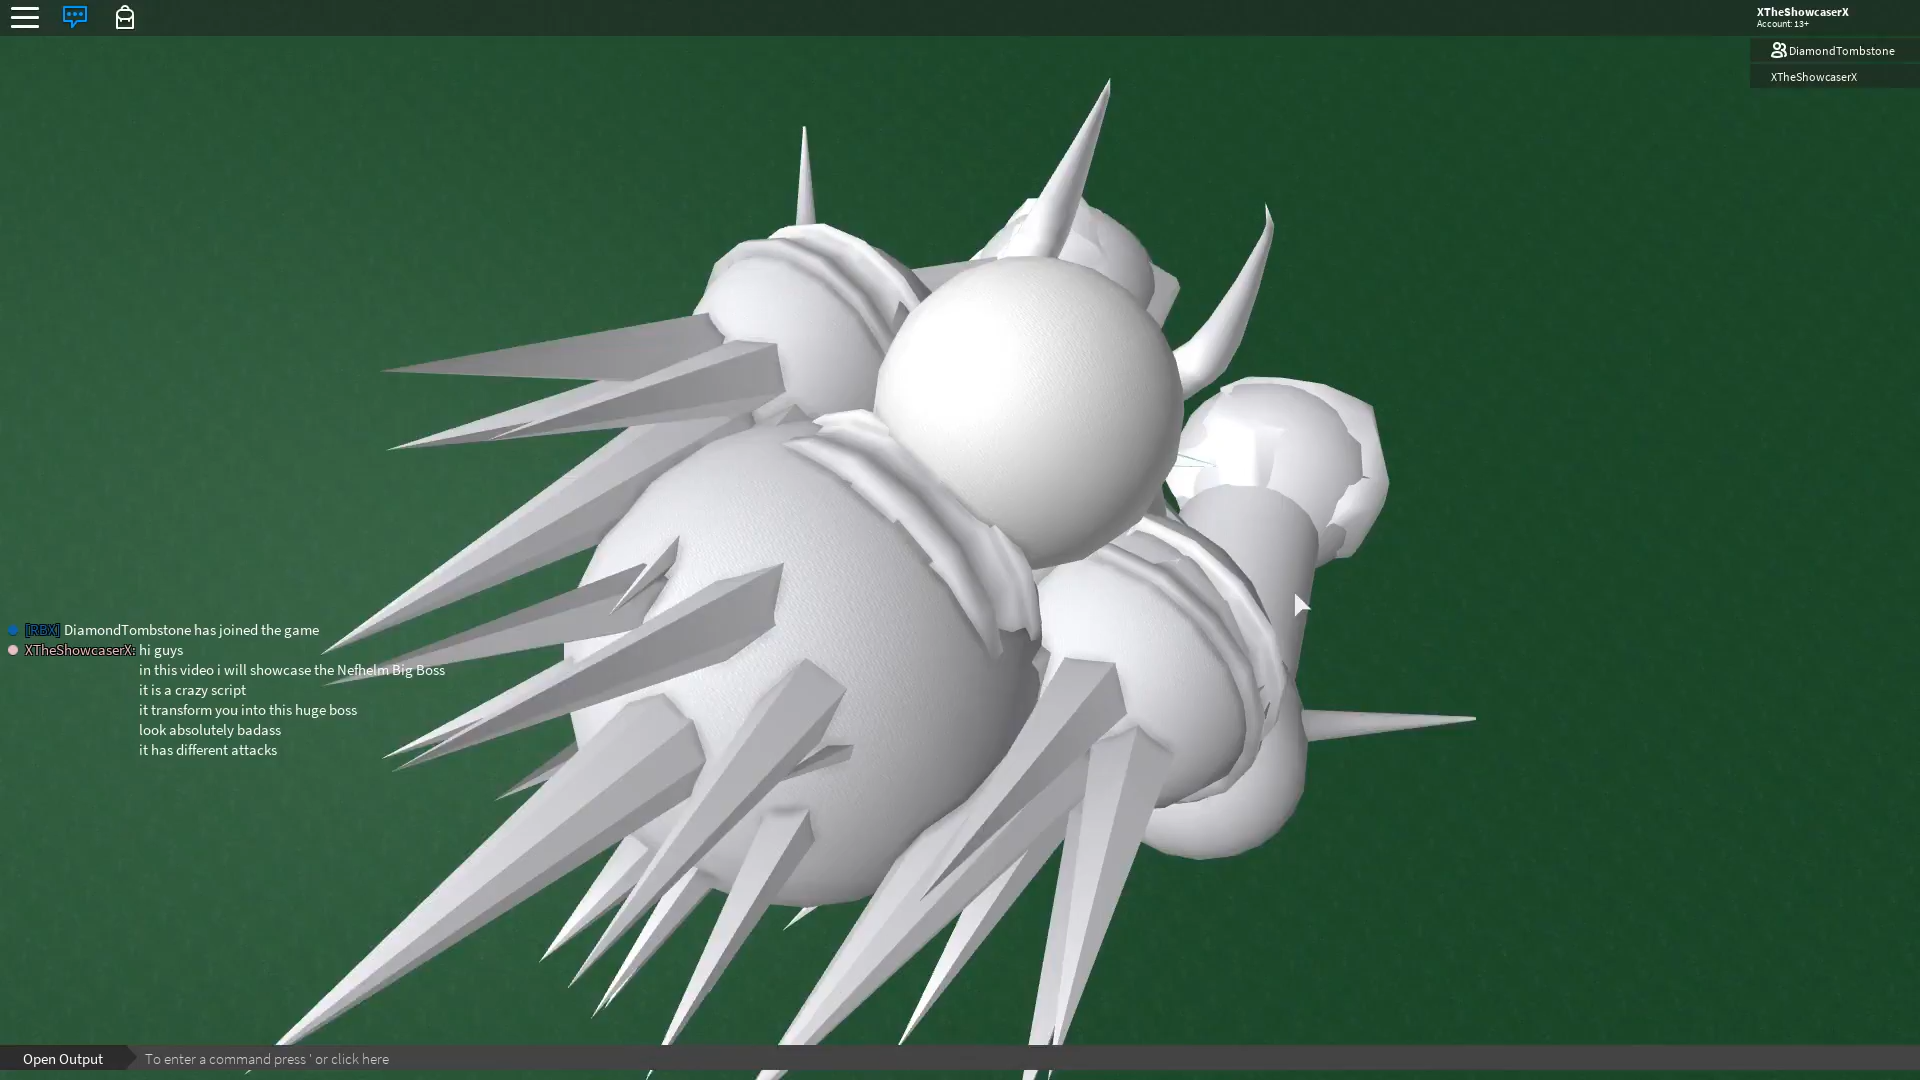 XTheShowcaserX
Account: 13+
DiamondTombstone
XTheShowcaserX
[RBX] DiamondTombstone has joined the game
XTheShowcaserX: hi guys
in this video i will showcase the Nefhelm Big Boss
it is a crazy script
it transform you into this huge boss
look absolutely badass
it has different attacks
Open Output
To enter a command press ' or click here